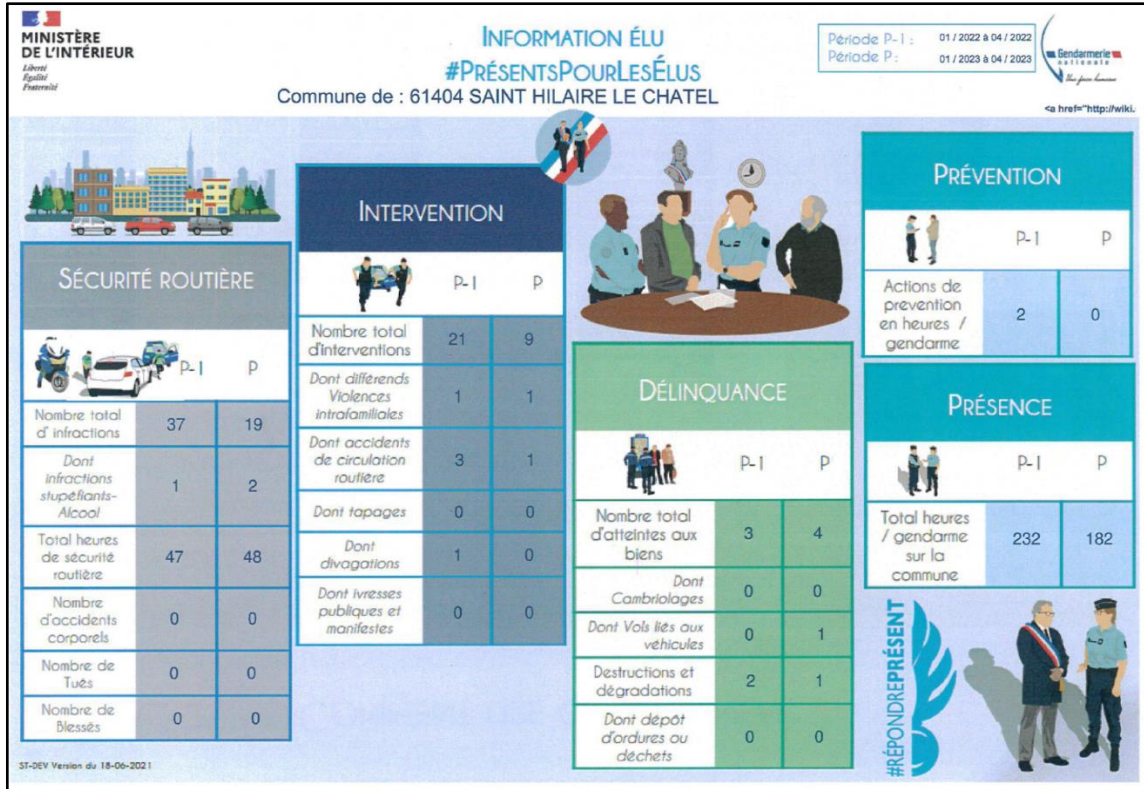 MINISTÈRE
DE L'INTÉRIEUR
Liberté
Égalité
Fraternité
INFORMATION ÉLU
#PRÉSENTSPOURLESÉLUS
Commune de : 61404 SAINT HILAIRE LE CHATEL
Période P-1 : 01 / 2022 à 04 / 2022
Période P : 01 / 2023 à 04 / 2023
Gendarmerie
nationale
Une force humaine
<a href="http://wiki.
SÉCURITÉ ROUTIÈRE
P-1 P
Nombre total
d' infractions 37 19
Dont
infractions
stupéfiants-
Alcool 1 2
Total heures
de sécurité
routière 47 48
Nombre
d'accidents
corporels 0 0
Nombre de
Tués 0 0
Nombre de
Blessés 0 0
INTERVENTION
P-1 P
Nombre total
d'interventions 21 9
Dont différends
Violences
intrafamiliales 1 1
Dont accidents
de circulation
routière 3 1
Dont tapages 0 0
Dont
divagations 1 0
Dont ivresses
publiques et
manifestes 0 0
DÉLINQUANCE
P-1 P
Nombre total
d'atteintes aux
biens 3 4
Dont
Cambriolages 0 0
Dont Vols liés aux
véhicules 0 1
Destructions et
dégradations 2 1
Dont dépôt
d'ordures ou
déchets 0 0
PRÉVENTION
P-1 P
Actions de
prevention
en heures /
gendarme 2 0
PRÉSENCE
P-1 P
Total heures
/ gendarme
sur la
commune 232 182
#RÉPONDREPRÉSENT
ST-DEV Version du 18-06-2021